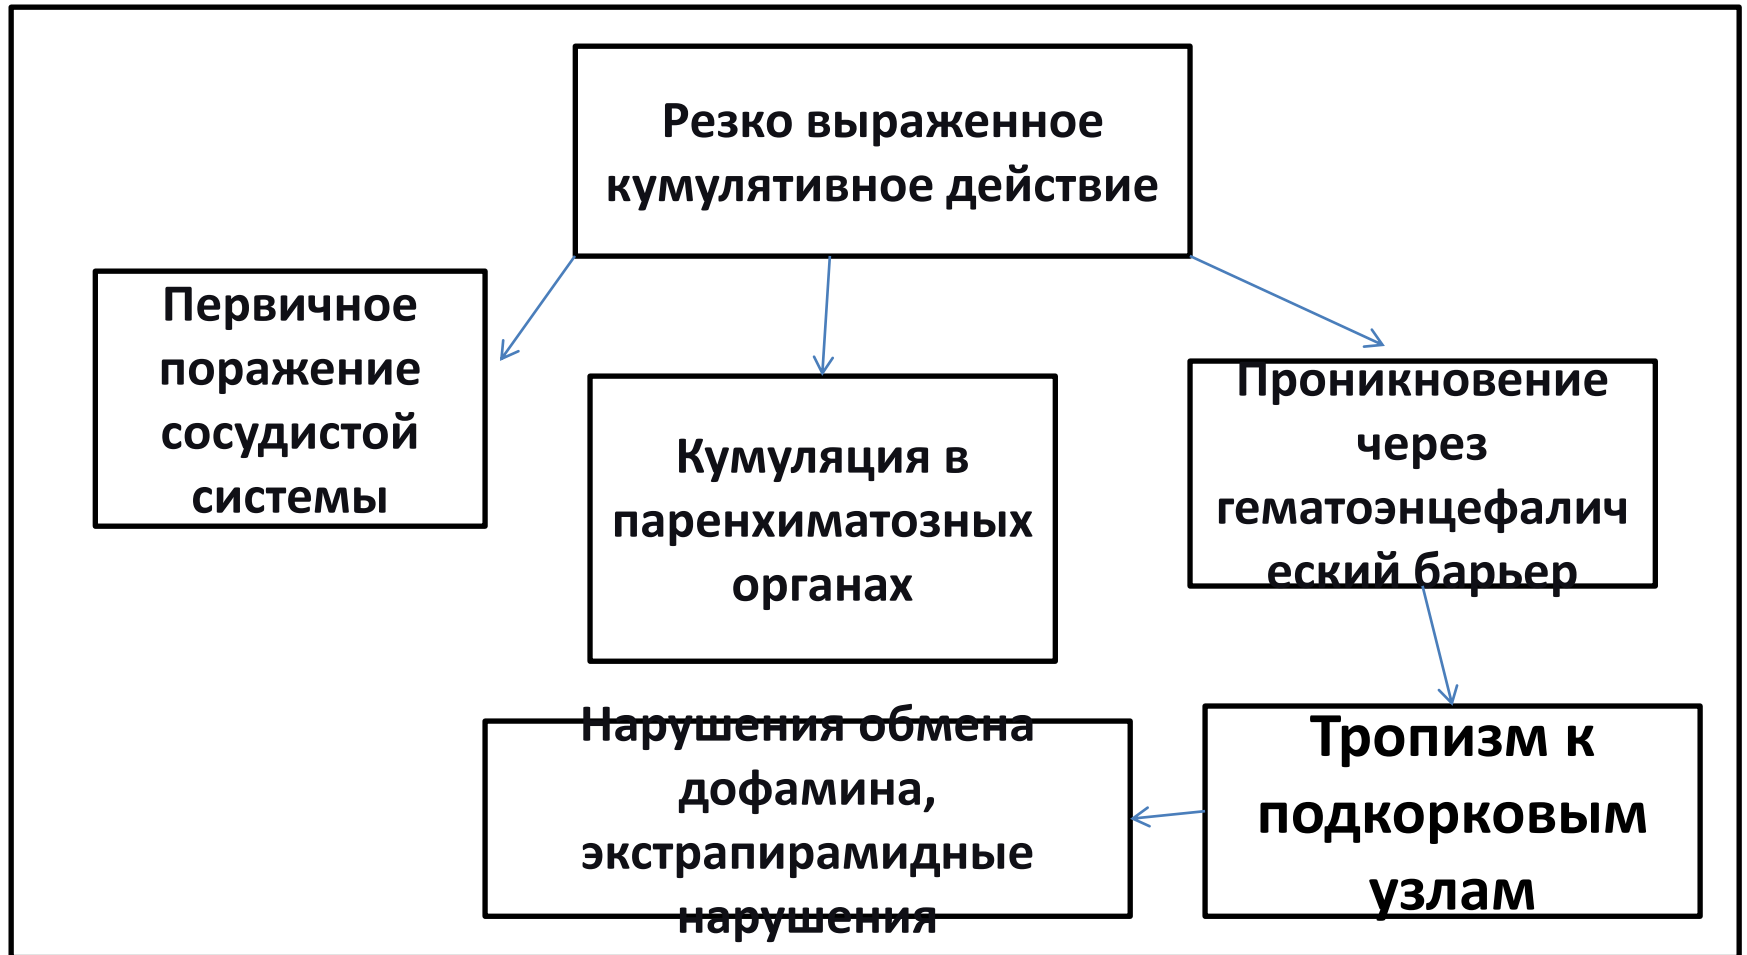 Резко выраженное
кумулятивное действие
Первичное
поражение
сосудистой
системы
Кумуляция в
паренхиматозных
органах
Проникновение
через
гематоэнцефалич
еский барьер
Нарушения обмена
дофамина,
экстрапирамидные
нарушения
Тропизм к
подкорковым
узлам